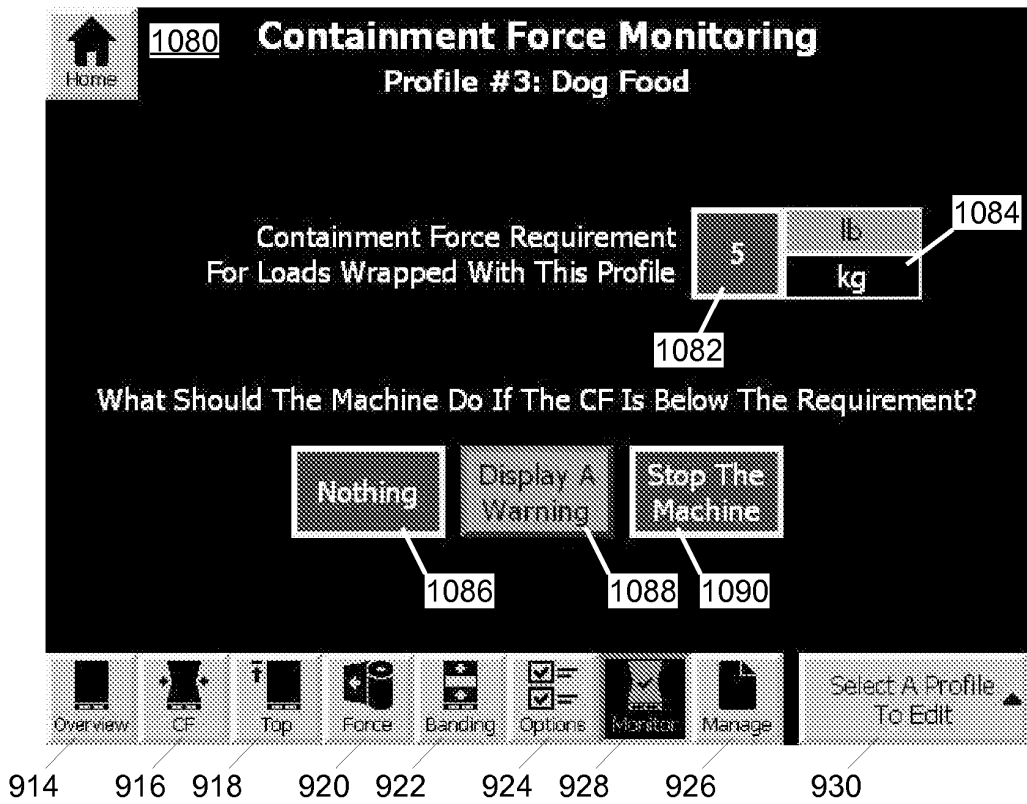 Home
1080
Containment Force Monitoring
Profile #3: Dog Food
Containment Force Requirement
For Loads Wrapped With This Profile
5
lb
kg
1084
1082
What Should The Machine Do If The CF Is Below The Requirement?
Nothing
Display A
Warning
Stop The
Machine
1086
1088
1090
Overview
CF
Top
Force
Banding
Options
Monitor
Manage
Select A Profile
To Edit
914
916
918
920
922
924
928
926
930